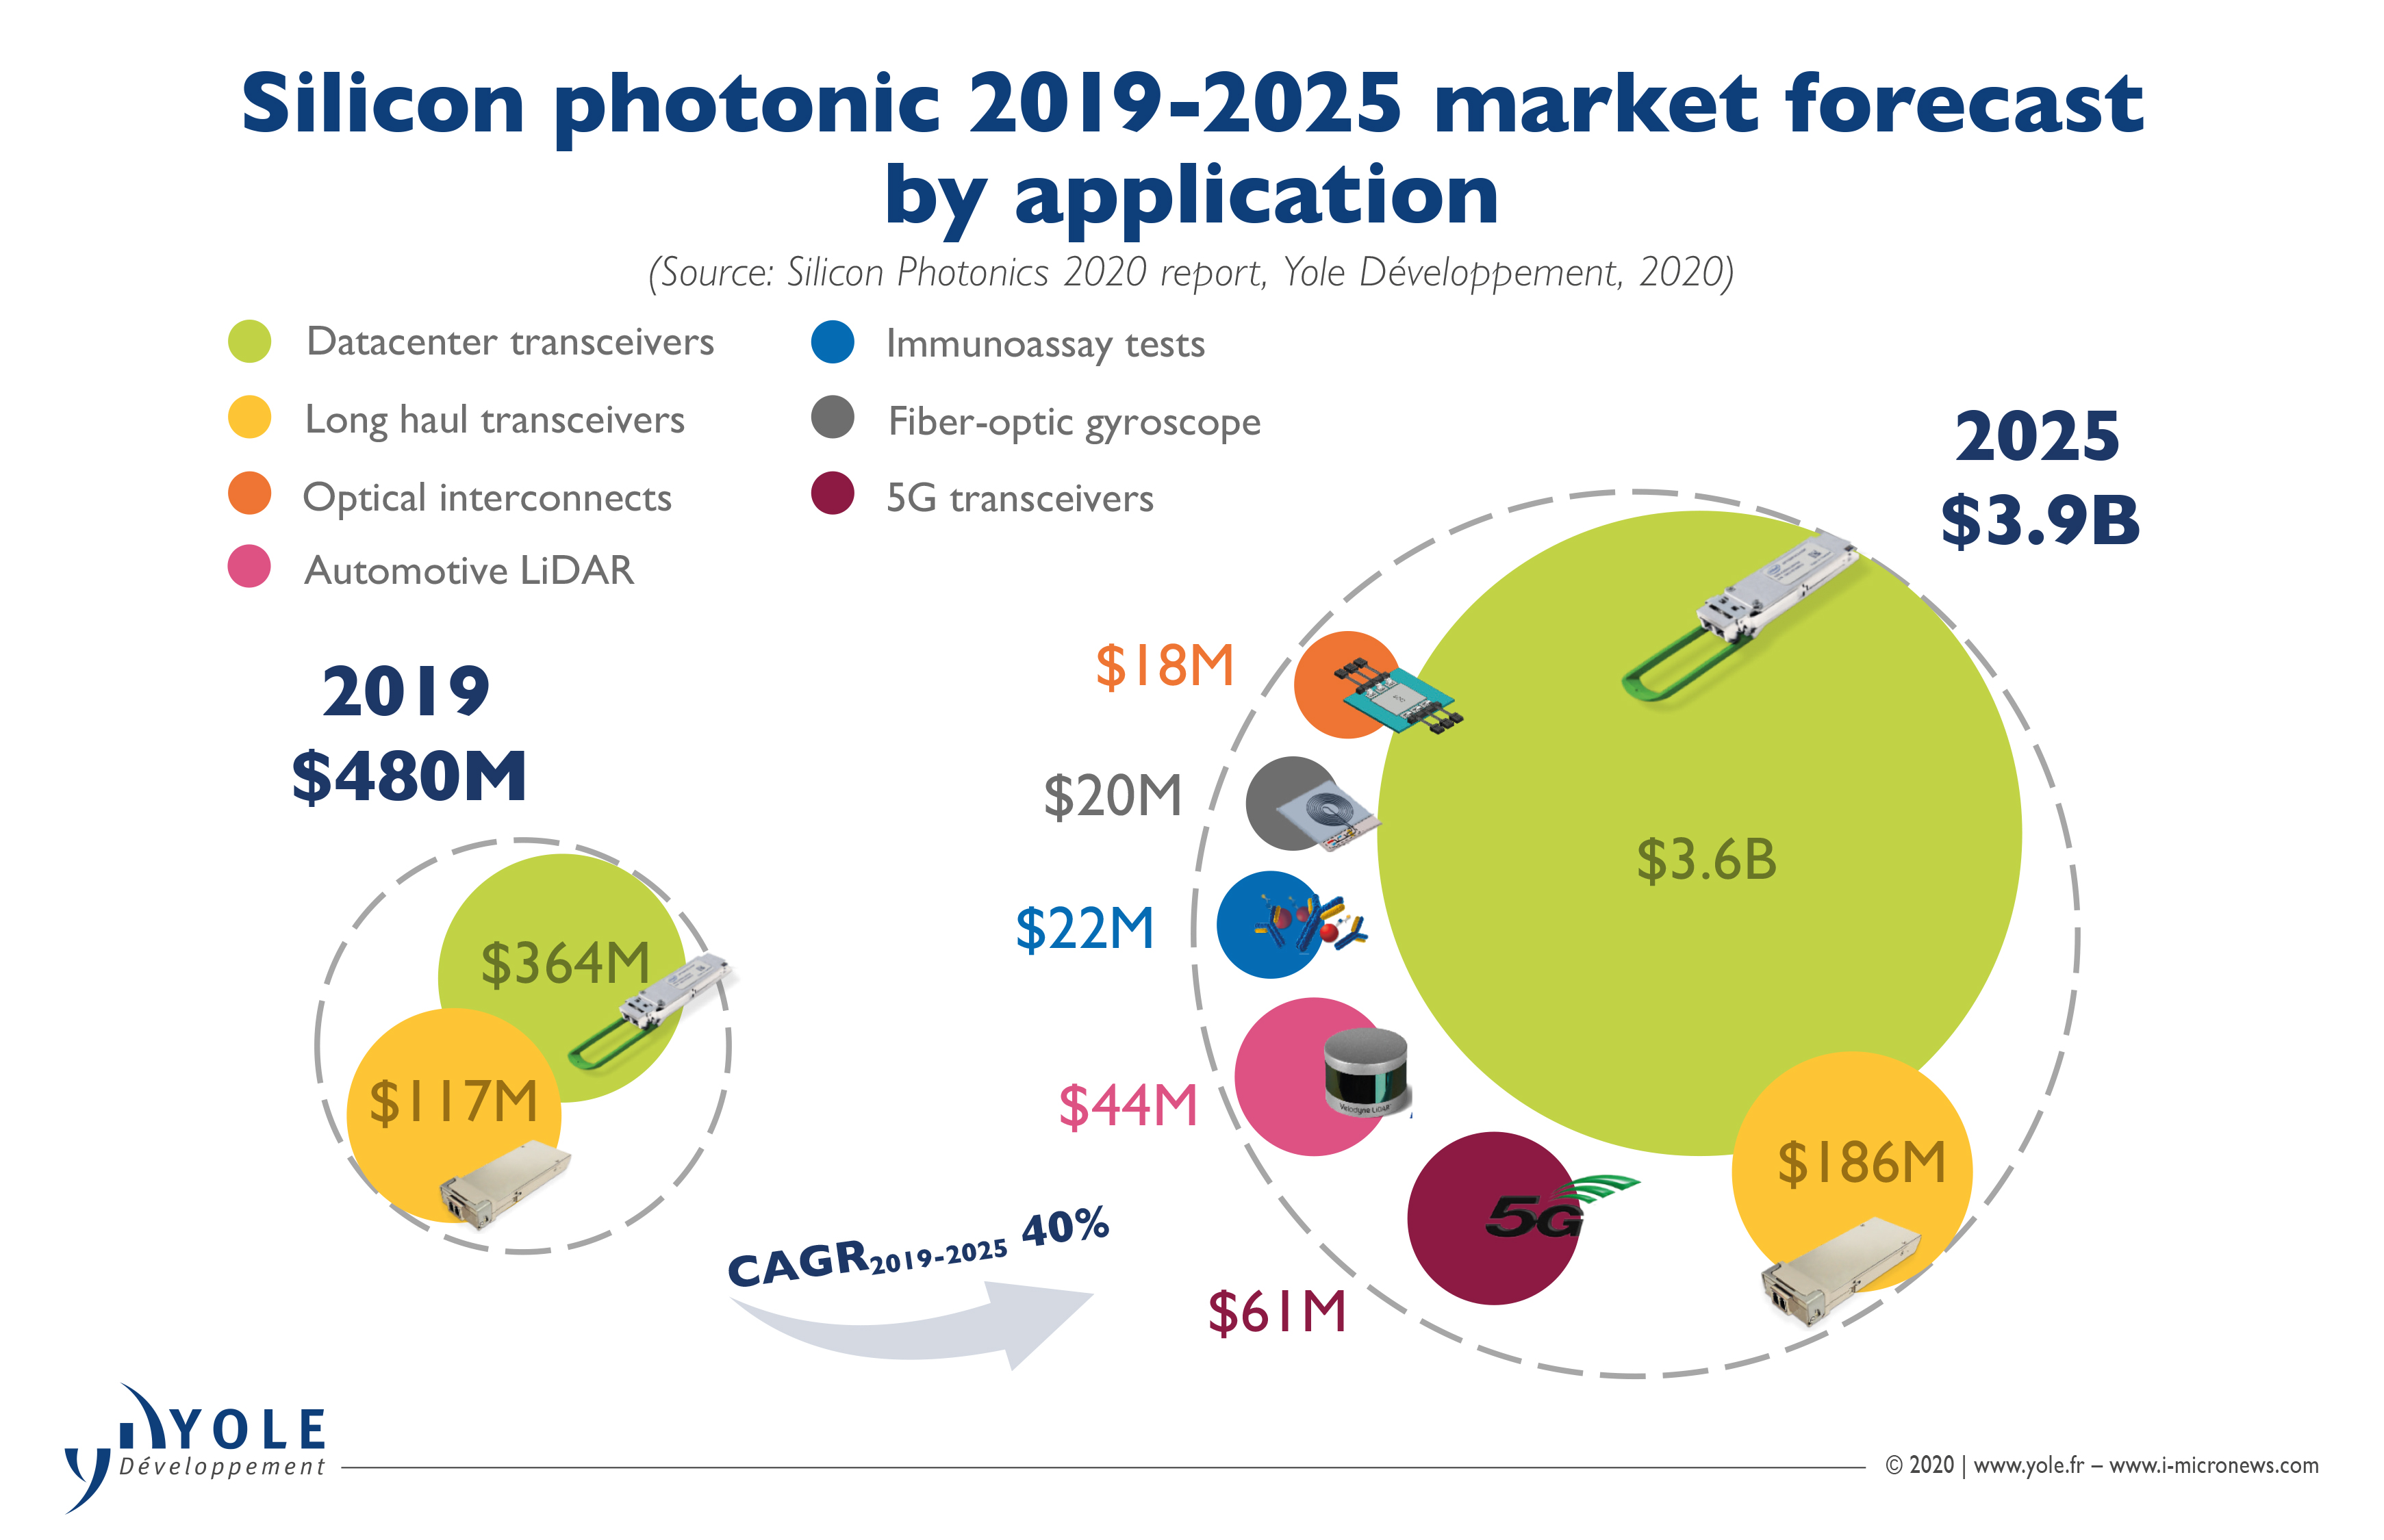 Silicon photonic 2019-2025 market forecast
by application
(Source: Silicon Photonics 2020 report, Yole Développement, 2020)
Datacenter transceivers
Long haul transceivers
Optical interconnects
Automotive LiDAR
Immunoassay tests
Fiber-optic gyroscope
5G transceivers
2019
$480M
$364M
$117M
CAGR2019-2025 40%
2025
$3.9B
$18M
$20M
$22M
$44M
$61M
$3.6B
$186M
Velodyne LiDAR
5G
YOLE
Développement
© 2020 | www.yole.fr – www.i-micronews.com